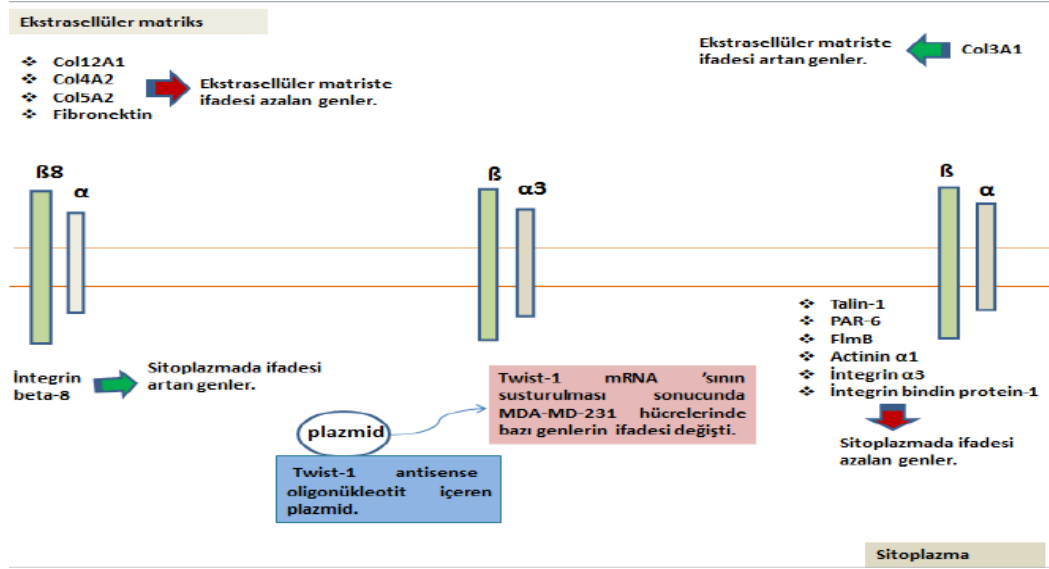 Ekstrasellüler matriks
❖ Col12A1
❖ Col4A2
❖ Col5A2
❖ Fibronektin
Ekstrasellüler matriste
ifadesi azalan genler.
Ekstrasellüler matriste
ifadesi artan genler.
Col3A1
ß8
α
ß
α3
ß
α
İntegrin
beta-8
Sitoplazmada ifadesi
artan genler.
plazmid
Twist-1 antisense
oligonükleotit içeren
plazmid.
Twist-1 mRNA 'sının
susturulması sonucunda
MDA-MD-231 hücrelerinde
bazı genlerin ifadesi değişti.
❖ Talin-1
❖ PAR-6
❖ FlmB
❖ Actinin α1
❖ İntegrin α3
❖ İntegrin bindin protein-1
Sitoplazmada ifadesi
azalan genler.
Sitoplazma